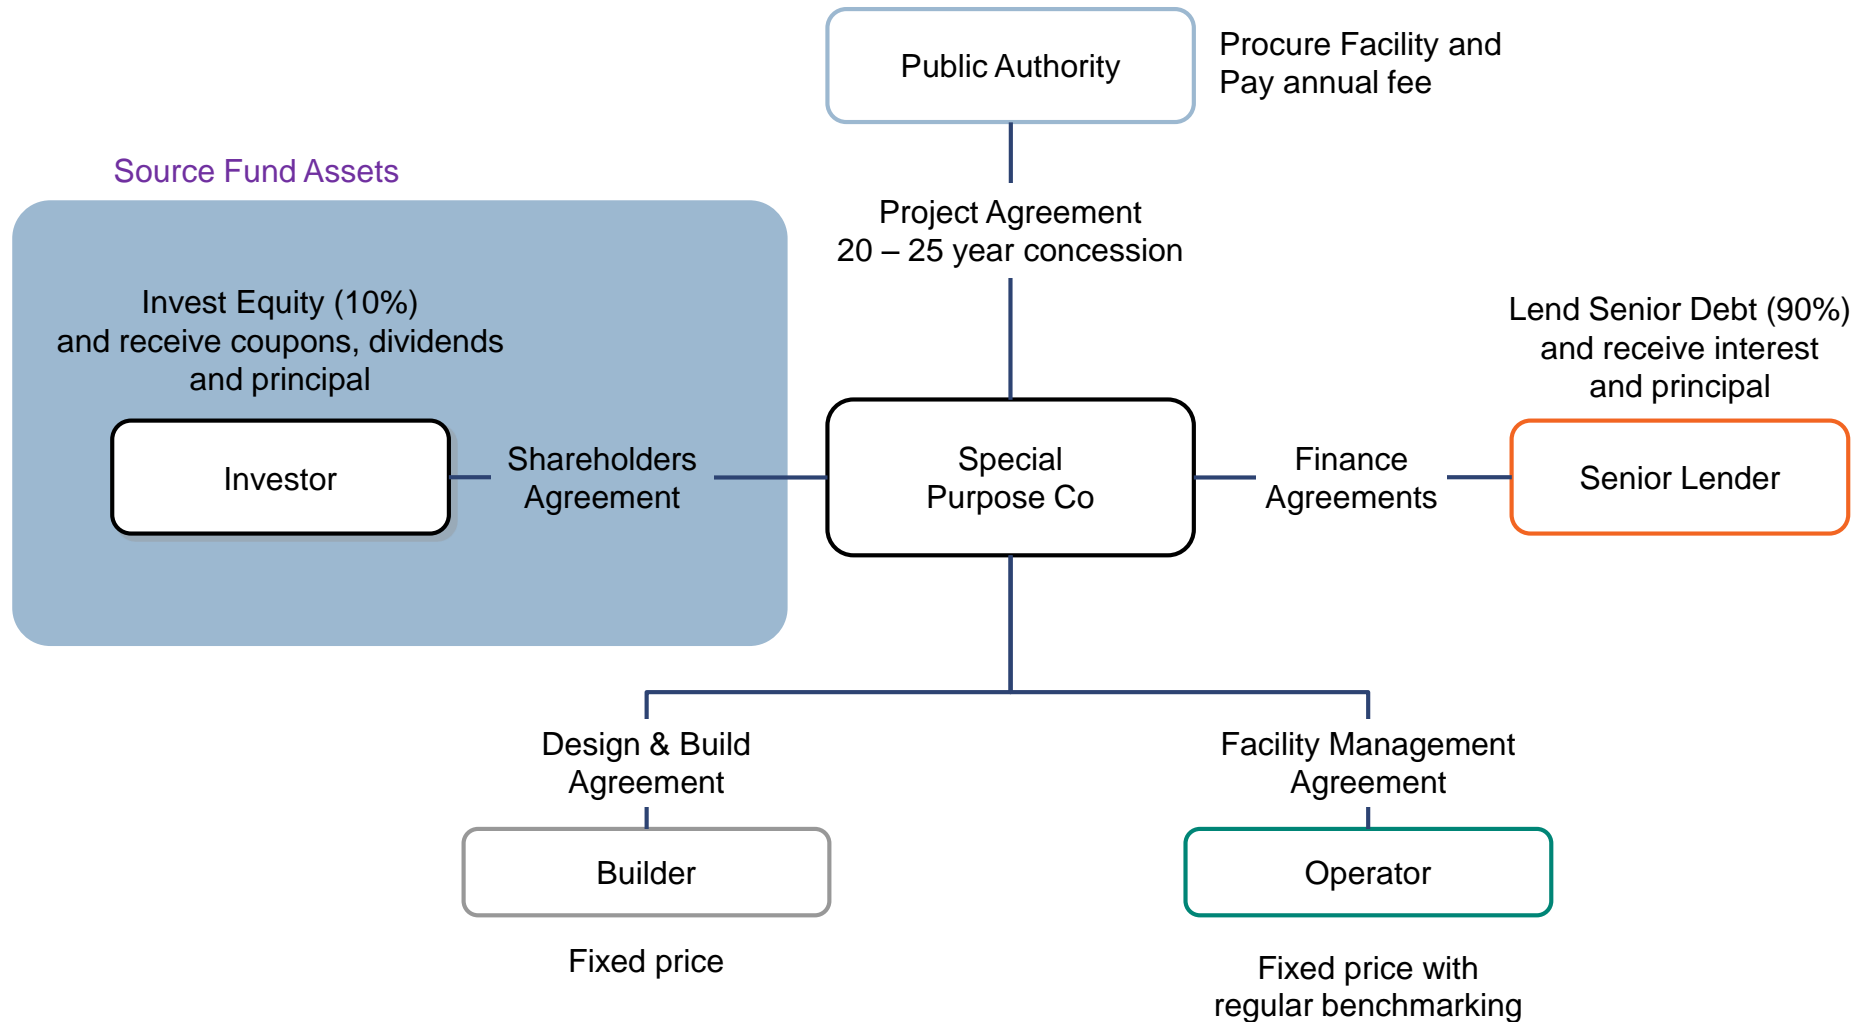 Public Authority
Procure Facility and
Pay annual fee
Source Fund Assets
Project Agreement
20 – 25 year concession
Invest Equity (10%)
and receive coupons, dividends
and principal
Lend Senior Debt (90%)
and receive interest
and principal
Investor
Shareholders
Agreement
Special
Purpose Co
Finance
Agreements
Senior Lender
Design & Build
Agreement
Facility Management
Agreement
Builder
Operator
Fixed price
Fixed price with
regular benchmarking